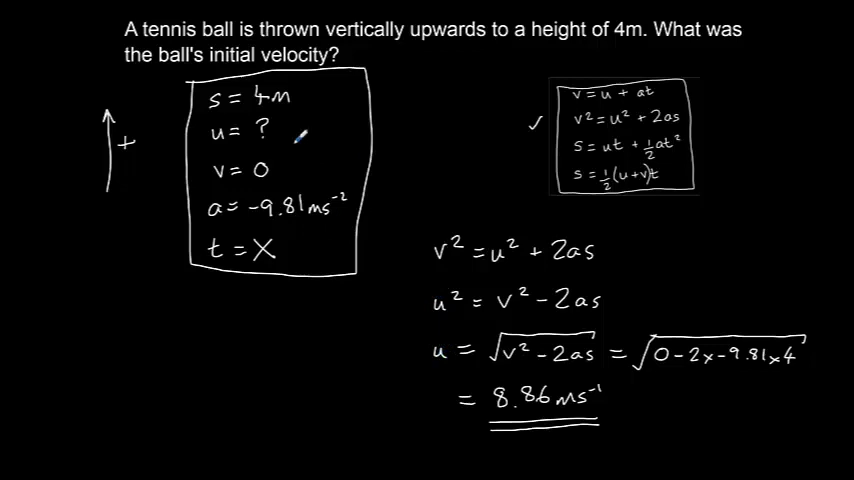 A tennis ball is thrown vertically upwards to a height of 4m. What was
the ball's initial velocity?
s = 4m
u = ?
v = 0
a = -9.81ms⁻²
t = X
+
v = u + at
v² = u² + 2as
s = ut + ½at²
s = ½(u+v)t
✓
v² = u² + 2as
u² = v² - 2as
u = √(v² - 2as) = √(0 - 2x - 9.81x4)
= 8.86ms⁻¹